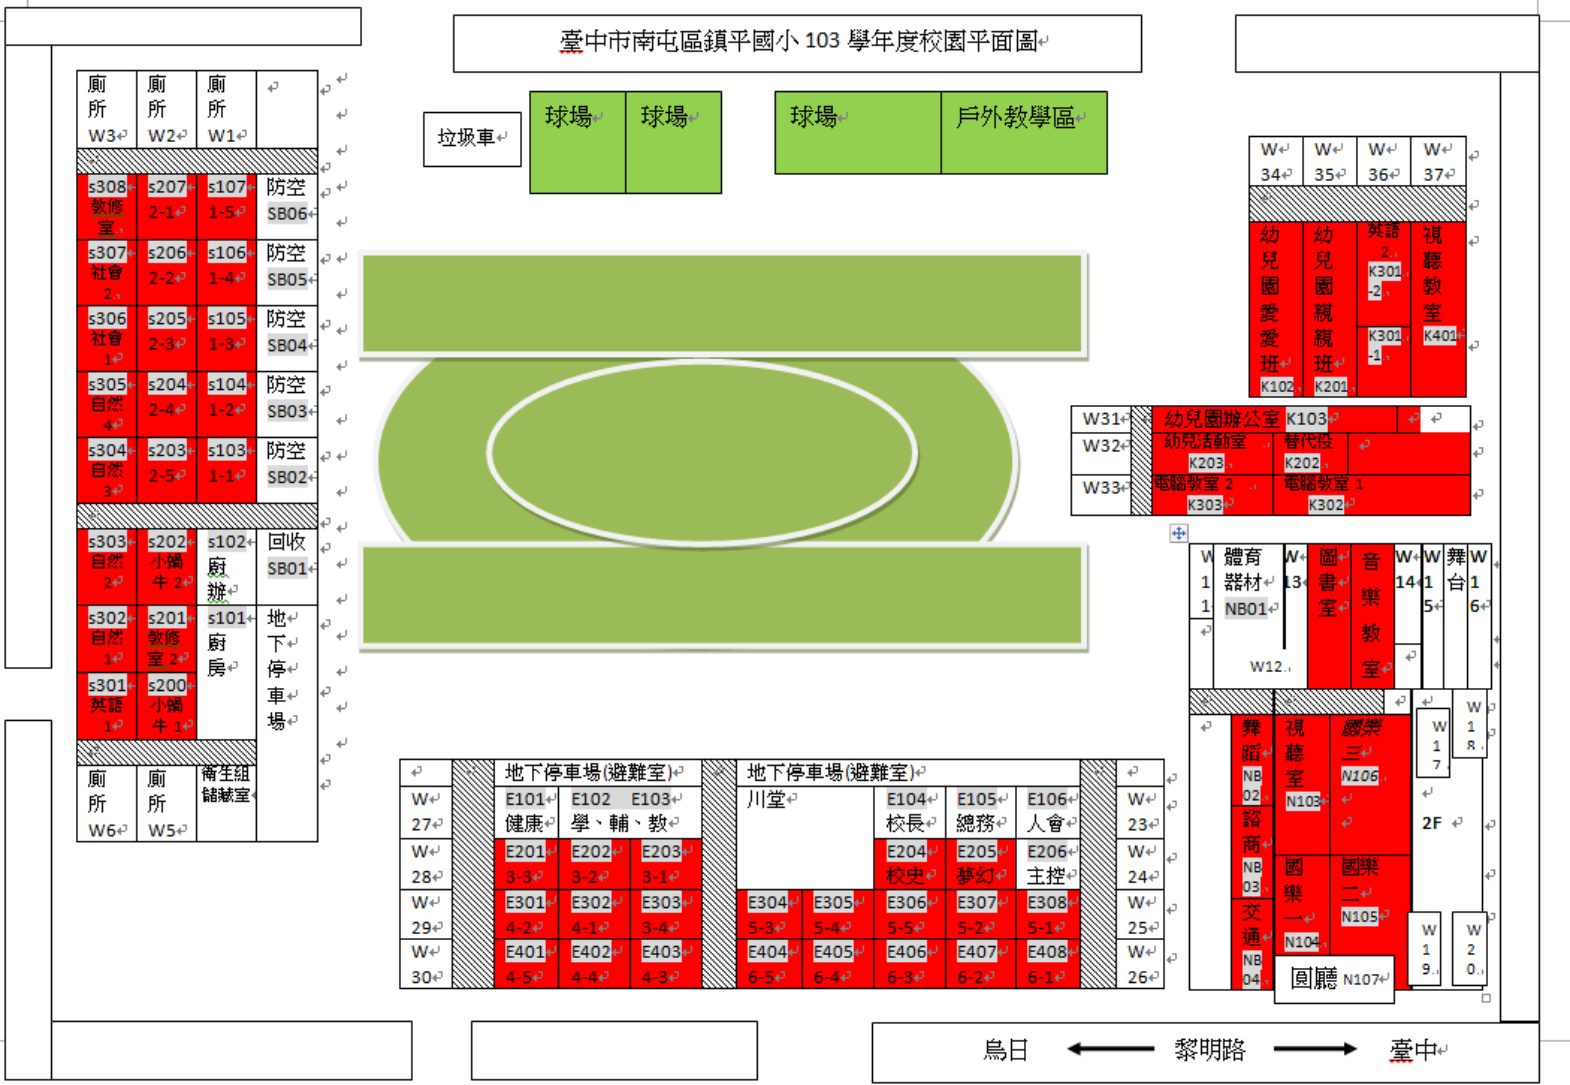 臺中市南屯區鎮平國小 103 學年度校園平面圖
垃圾車
球場 球場 球場 戶外教學區
廁所 W3 廁所 W2 廁所 W1
s308 教修室 s207 2-1 s107 1-5 防空 SB06
s307 社會 2 s206 2-2 s106 1-4 防空 SB05
s306 社會 1 s205 2-3 s105 1-3 防空 SB04
s305 自然 4 s204 2-4 s104 1-2 防空 SB03
s304 自然 3 s203 2-5 s103 1-1 防空 SB02
s303 自然 2 s202 小蝸牛 2 s102 廚辦 回收 SB01
s302 自然 1 s201 教修室 2 s101 廚房 地下停車場
s301 英語 1 s200 小蝸牛 1
廁所 W6 廁所 W5 衛生組儲藏室
W34 W35 W36 W37
幼兒園愛愛班 K102 幼兒園親親班 K201 英語 2 K301-2 K301-1 視聽教室 K401
W31 幼兒園辦公室 K103
W32 幼兒活動室 K203 替代役 K202
W33 電腦教室 2 K303 電腦教室 1 K302
W11 體育器材 NB01 W12 W13 圖書室 音樂教室 W14 W15 舞台 W16
舞蹈 NB02 視聽室 N103 國樂三 N106 W17 W18
諮商 NB03 國樂一 N104 國樂二 N105 2F
交通 NB04 圓廳 N107 W19 W20
地下停車場(避難室) 地下停車場(避難室)
W27 E101 健康 E102 E103 學、輔、教 川堂 E104 校長 E105 總務 E106 人會 W23
W28 E201 3-3 E202 3-2 E203 3-1 E204 校史 E205 夢幻 E206 主控 W24
W29 E301 4-2 E302 4-1 E303 3-4 E304 5-3 E305 5-4 E306 5-5 E307 5-2 E308 5-1 W25
W30 E401 4-5 E402 4-4 E403 4-3 E404 6-5 E405 6-4 E406 6-3 E407 6-2 E408 6-1 W26
烏日 黎明路 臺中